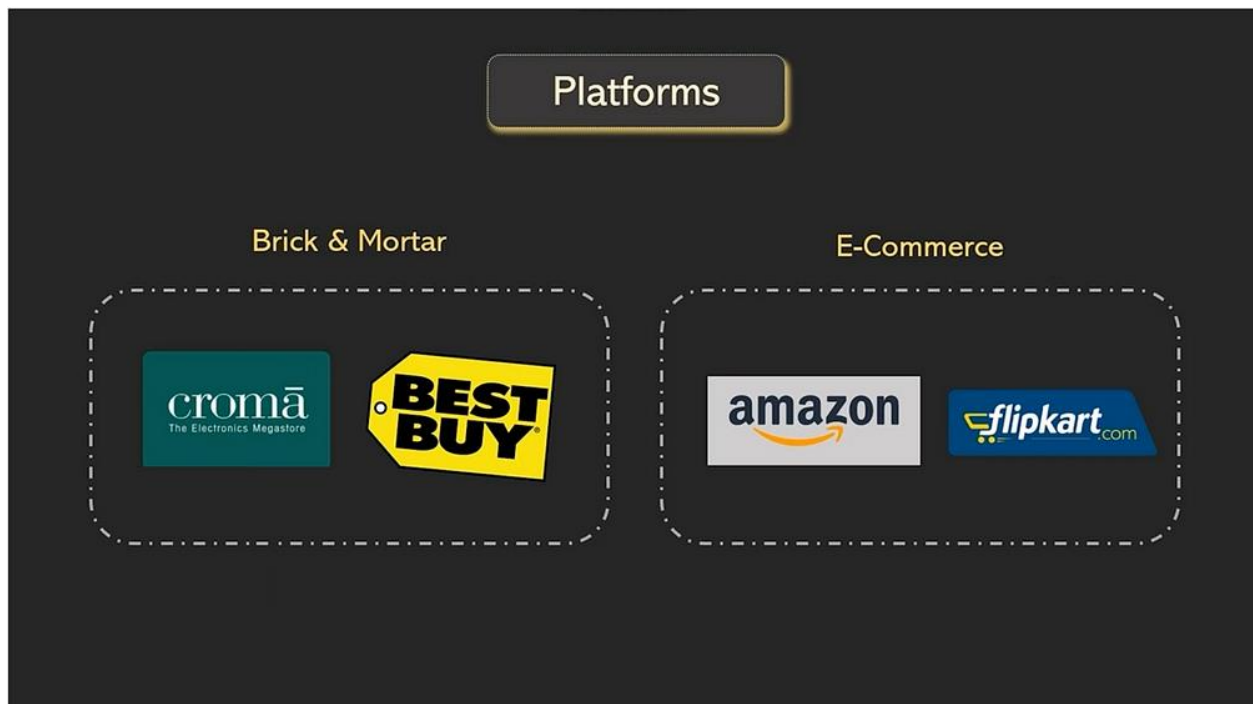 Platforms
Brick & Mortar
E-Commerce
cromā
The Electronics Megastore
BEST
BUY®
amazon
flipkart.com